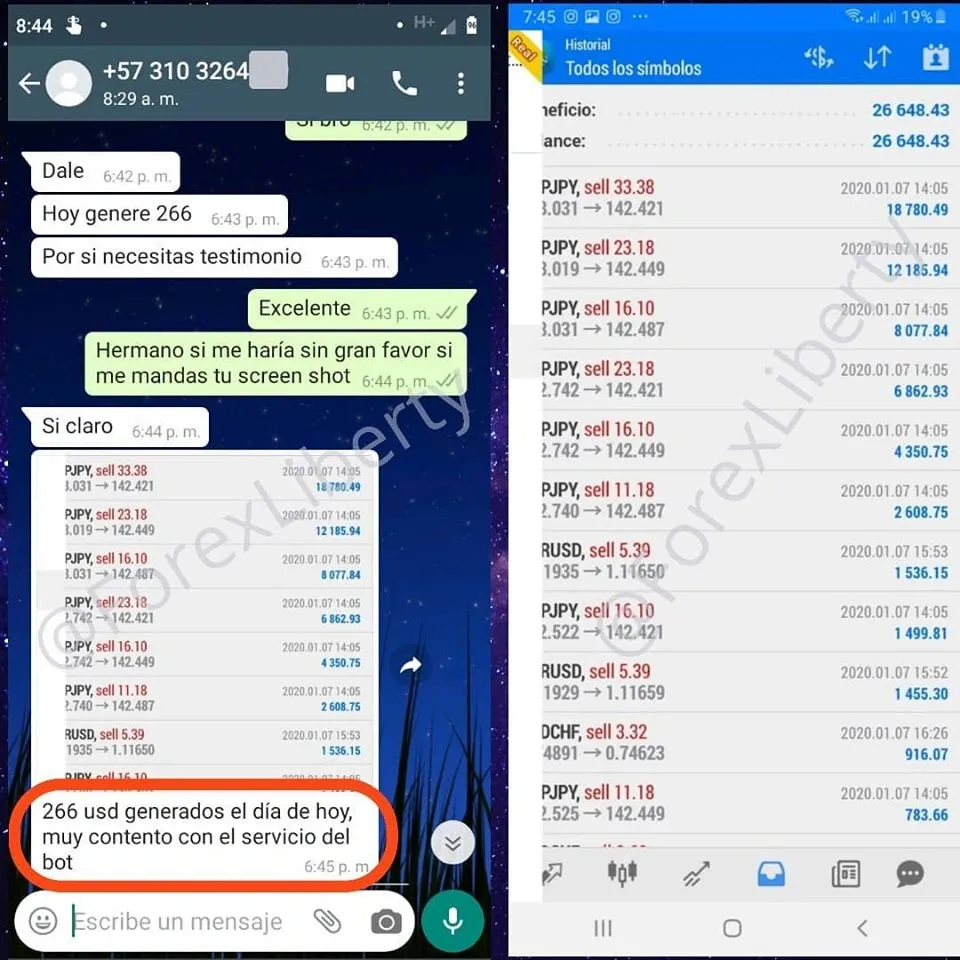 8:44
H+
96
+57 310 3264
8:29 a. m.
Si bro 6:42 p. m.
Dale 6:42 p. m.
Hoy genere 266 6:43 p. m.
Por si necesitas testimonio 6:43 p. m.
Excelente 6:43 p. m.
Hermano si me haría sin gran favor si
me mandas tu screen shot 6:44 p. m.
Si claro 6:44 p. m.
PJPY, sell 33.38 2020.01.07 14:05
3.031 → 142.421 18 780.49
PJPY, sell 23.18 2020.01.07 14:05
3.019 → 142.449 12 185.94
PJPY, sell 16.10 2020.01.07 14:05
3.031 → 142.487 8 077.84
PJPY, sell 23.18 2020.01.07 14:05
2.742 → 142.421 6 862.93
PJPY, sell 16.10 2020.01.07 14:05
2.742 → 142.449 4 350.75
PJPY, sell 11.18 2020.01.07 14:05
2.740 → 142.487 2 608.75
RUSD, sell 5.39 2020.01.07 15:53
1935 → 1.11650 1 536.15
PJPY, sell 16.10 2020.01.07 14:05
266 usd generados el día de hoy,
muy contento con el servicio del
bot 6:45 p. m
Escribe un mensaje
@ForexLiberty
7:45
19%
Real
Historial
Todos los símbolos
neficio: 26 648.43
lance: 26 648.43
PJPY, sell 33.38 2020.01.07 14:05
3.031 → 142.421 18 780.49
PJPY, sell 23.18 2020.01.07 14:05
3.019 → 142.449 12 185.94
PJPY, sell 16.10 2020.01.07 14:05
3.031 → 142.487 8 077.84
PJPY, sell 23.18 2020.01.07 14:05
2.742 → 142.421 6 862.93
PJPY, sell 16.10 2020.01.07 14:05
2.742 → 142.449 4 350.75
PJPY, sell 11.18 2020.01.07 14:05
2.740 → 142.487 2 608.75
RUSD, sell 5.39 2020.01.07 15:53
1935 → 1.11650 1 536.15
PJPY, sell 16.10 2020.01.07 14:05
2.522 → 142.421 1 499.81
RUSD, sell 5.39 2020.01.07 15:52
1929 → 1.11659 1 455.30
DCHF, sell 3.32 2020.01.07 16:26
4891 → 0.74623 916.07
PJPY, sell 11.18 2020.01.07 14:05
2.525 → 142.449 783.66
@ForexLiberty